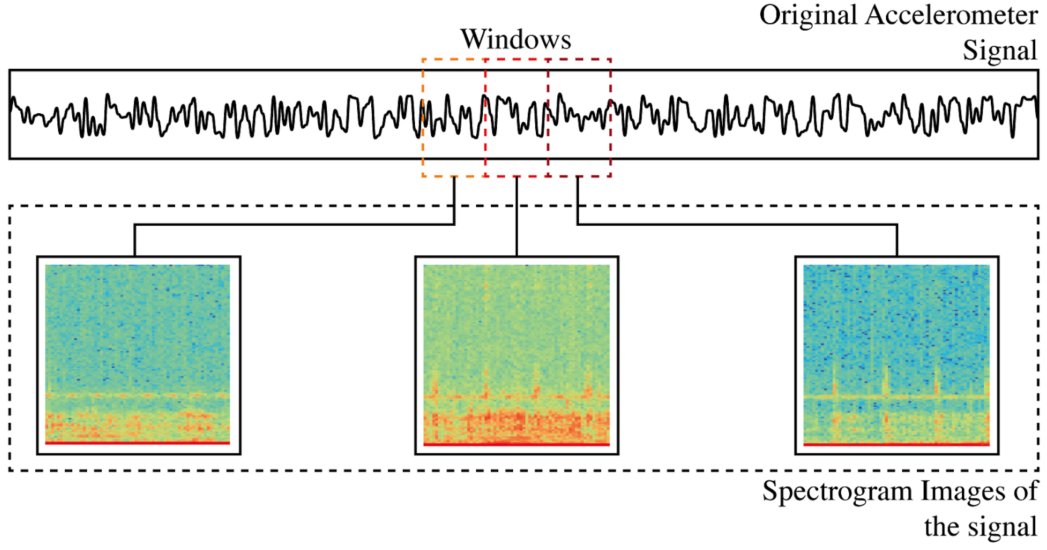 Original Accelerometer
Signal
Windows
Spectrogram Images of
the signal